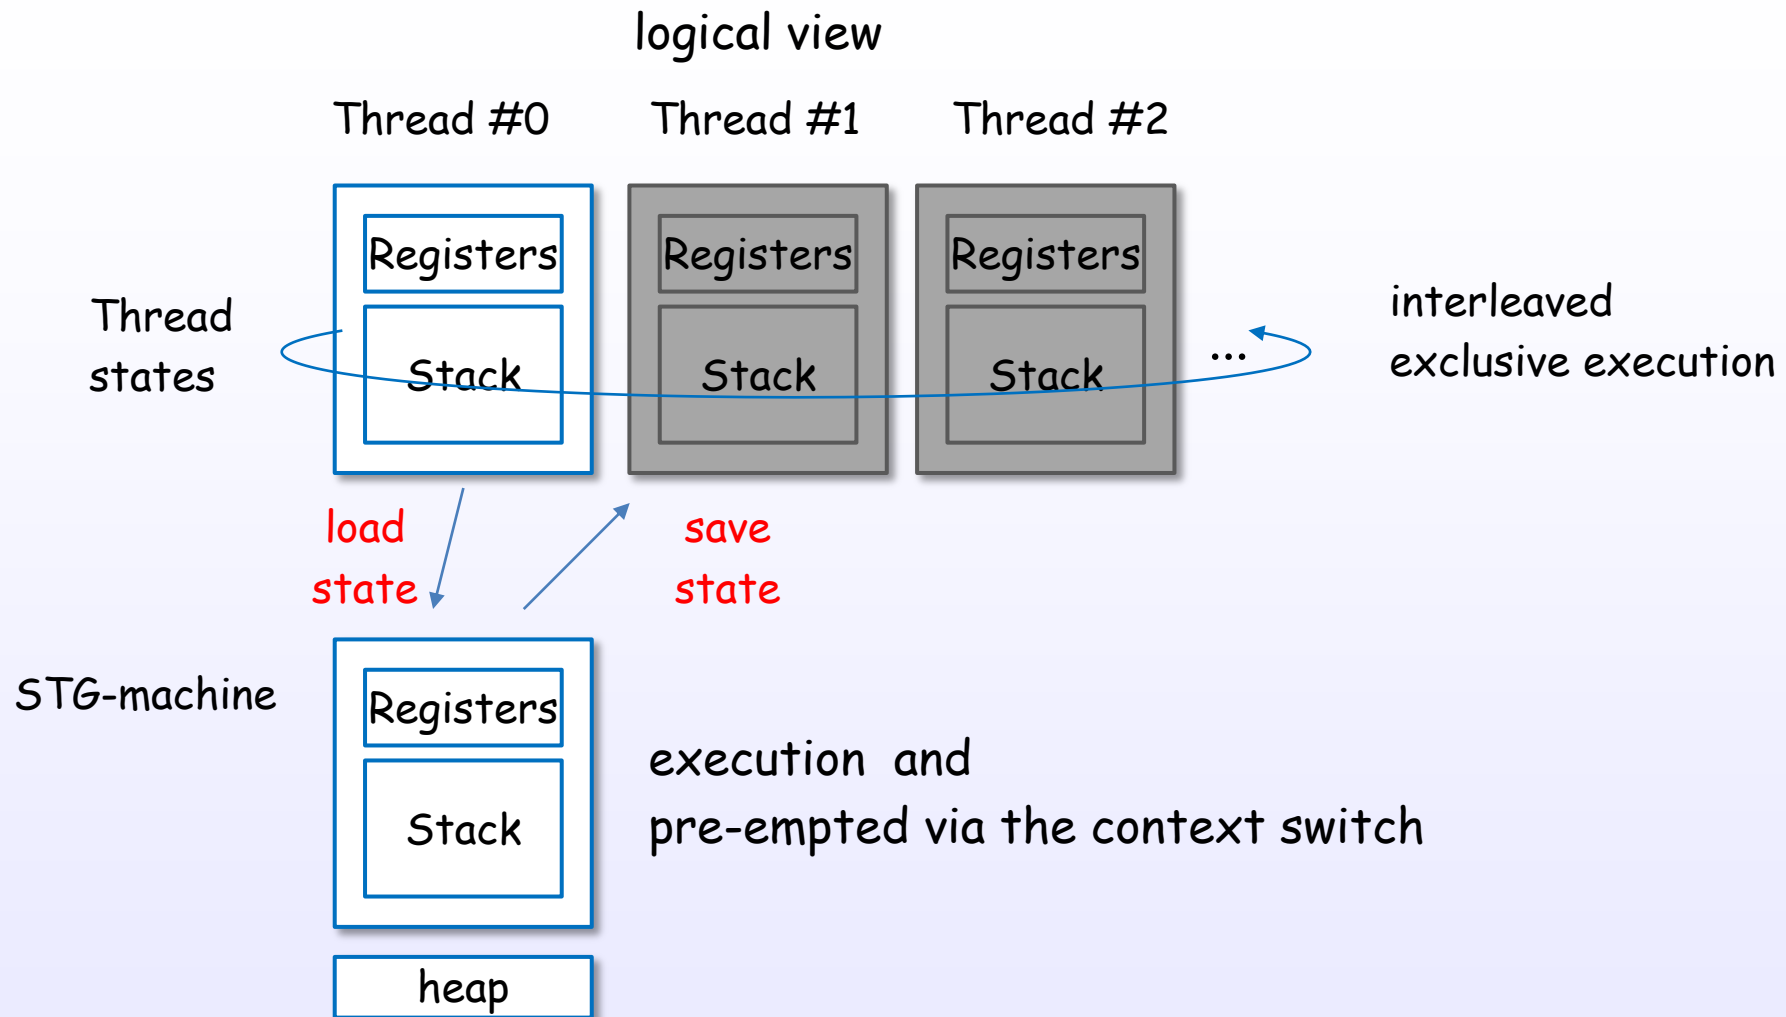 logical view
Thread #0
Thread #1
Thread #2
Registers
Registers
Registers
Thread
states
Stack
Stack
Stack
...
interleaved
exclusive execution
load
state
save
state
STG-machine
Registers
Stack
execution and
pre-empted via the context switch
heap